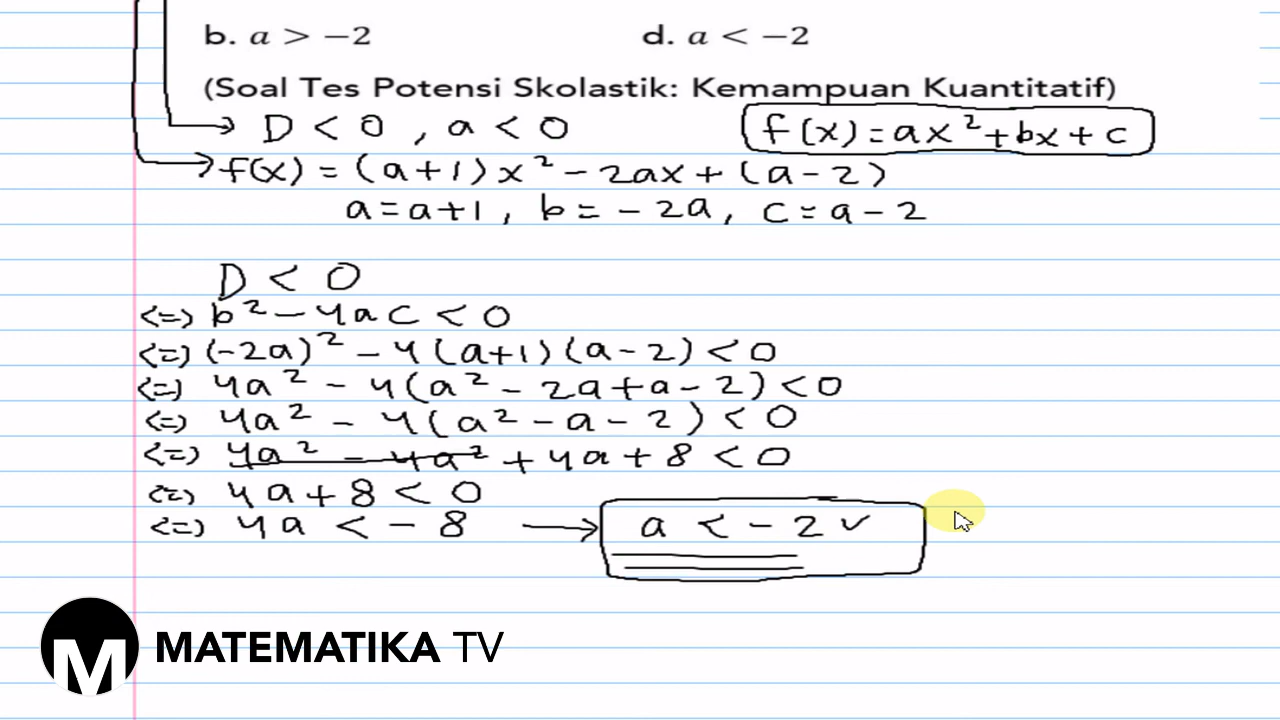 b. a > −2
d. a < −2
(Soal Tes Potensi Skolastik: Kemampuan Kuantitatif)
D < 0 , a < 0
f(x) = ax² + bx + c
f(x) = (a+1)x² − 2ax + (a − 2)
a = a+1 , b = −2a, c = a − 2
D < 0
<=> b² − 4ac < 0
<=> (-2a)² − 4(a+1)(a−2) < 0
<=> 4a² − 4(a² − 2a + a − 2) < 0
<=> 4a² − 4(a² − a − 2) < 0
<=> 4a² − 4a² + 4a + 8 < 0
<=> 4a + 8 < 0
<=> 4a < − 8 → a < − 2 ✓
M MATEMATIKA TV